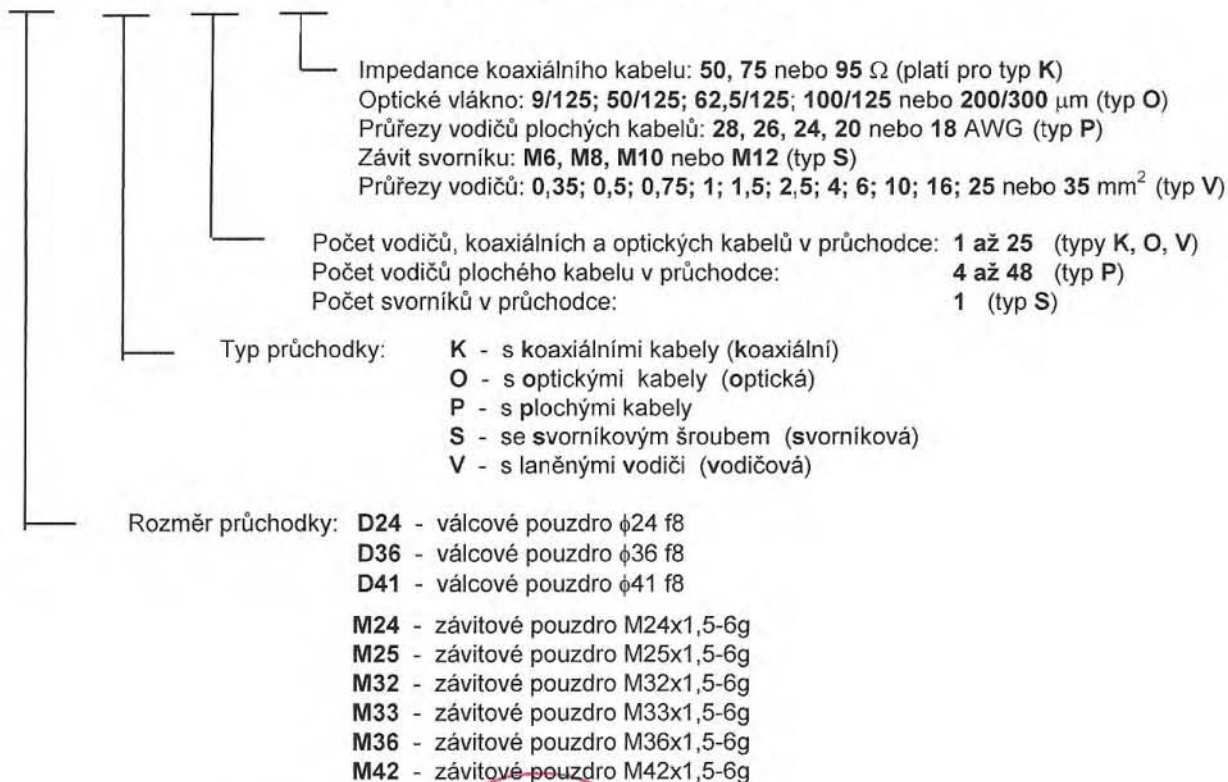 Impedance koaxiálního kabelu: 50, 75 nebo 95 Ω (platí pro typ K)
Optické vlákno: 9/125; 50/125; 62,5/125; 100/125 nebo 200/300 μm (typ O)
Průřezy vodičů plochých kabelů: 28, 26, 24, 20 nebo 18 AWG (typ P)
Závit svorníku: M6, M8, M10 nebo M12 (typ S)
Průřezy vodičů: 0,35; 0,5; 0,75; 1; 1,5; 2,5; 4; 6; 10; 16; 25 nebo 35 mm² (typ V)
Počet vodičů, koaxiálních a optických kabelů v průchodce: 1 až 25 (typy K, O, V)
Počet vodičů plochého kabelu v průchodce: 4 až 48 (typ P)
Počet svorníků v průchodce: 1 (typ S)
Typ průchodky: K - s koaxiálními kabely (koaxiální)
O - s optickými kabely (optická)
P - s plochými kabely
S - se svorníkovým šroubem (svorníková)
V - s laněnými vodiči (vodičová)
Rozměr průchodky: D24 - válcové pouzdro ϕ24 f8
D36 - válcové pouzdro ϕ36 f8
D41 - válcové pouzdro ϕ41 f8
M24 - závitové pouzdro M24x1,5-6g
M25 - závitové pouzdro M25x1,5-6g
M32 - závitové pouzdro M32x1,5-6g
M33 - závitové pouzdro M33x1,5-6g
M36 - závitové pouzdro M36x1,5-6g
M42 - závitové pouzdro M42x1,5-6g